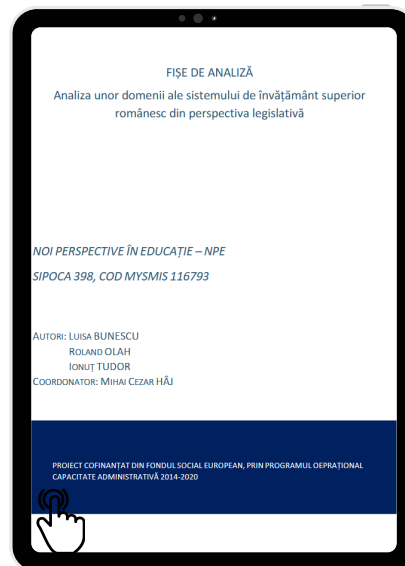 FIȘE DE ANALIZĂ
Analiza unor domenii ale sistemului de învățământ superior
românesc din perspectiva legislativă
NOI PERSPECTIVE ÎN EDUCAȚIE – NPE
SIPOCA 398, COD MYSMIS 116793
AUTORI: LUISA BUNESCU
ROLAND OLAH
IONUȚ TUDOR
COORDONATOR: MIHAI CEZAR HÂJ
PROIECT COFINANȚAT DIN FONDUL SOCIAL EUROPEAN, PRIN PROGRAMUL OEPRAȚIONAL
CAPACITATE ADMINISTRATIVĂ 2014-2020